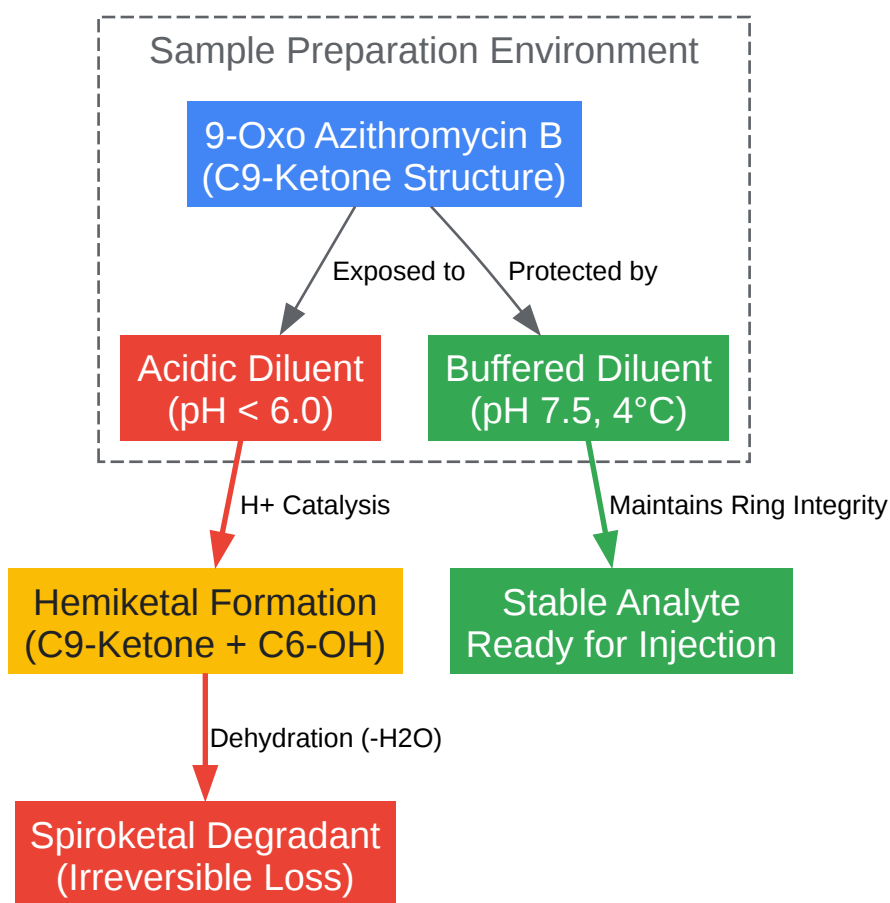 Sample Preparation Environment
9-Oxo Azithromycin B
(C9-Ketone Structure)
Exposed to
Protected by
Acidic Diluent
(pH < 6.0)
Buffered Diluent
(pH 7.5, 4°C)
H+ Catalysis
Maintains Ring Integrity
Hemiketal Formation
(C9-Ketone + C6-OH)
Stable Analyte
Ready for Injection
Dehydration (-H2O)
Spiroketal Degradant
(Irreversible Loss)